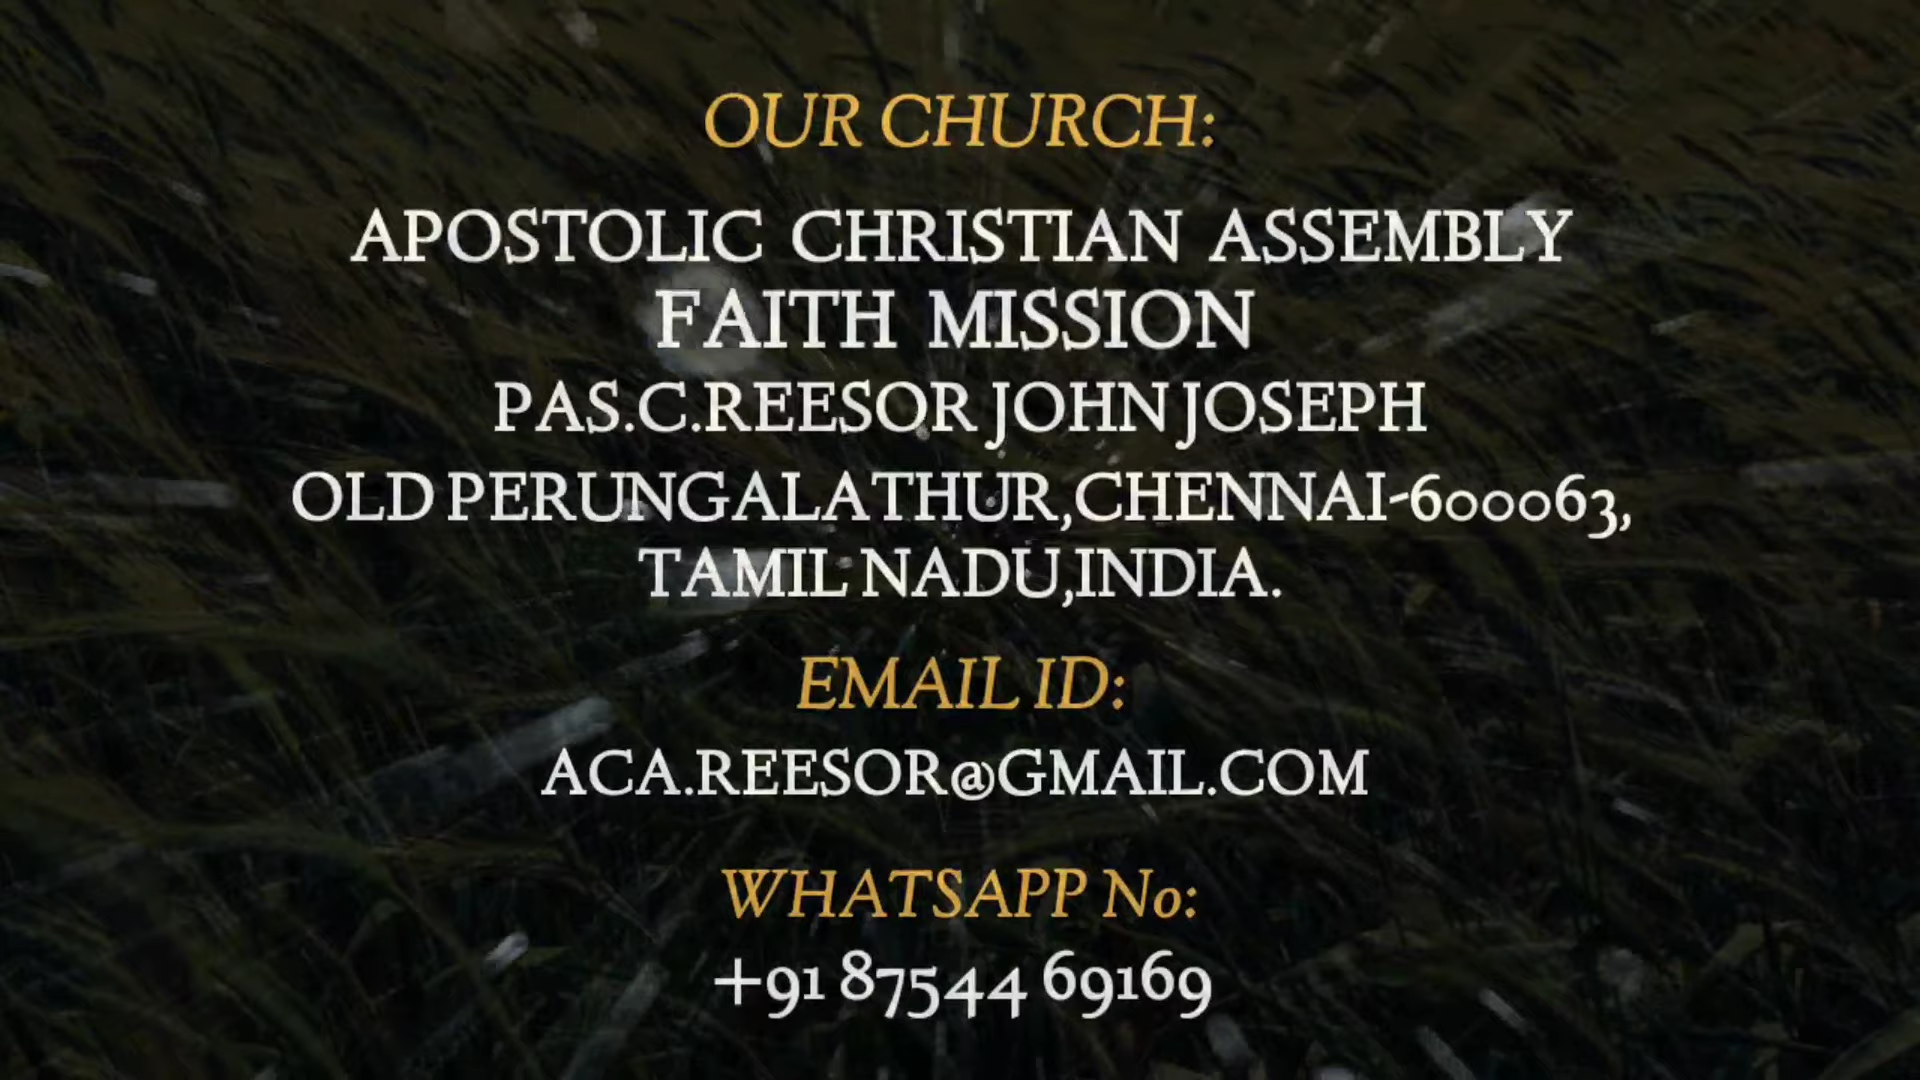 OUR CHURCH:
APOSTOLIC CHRISTIAN ASSEMBLY
FAITH MISSION
PAS.C.REESOR JOHN JOSEPH
OLD PERUNGALATHUR,CHENNAI-600063,
TAMIL NADU,INDIA.
EMAIL ID:
ACA.REESOR@GMAIL.COM
WHATSAPP No:
+91 87544 69169